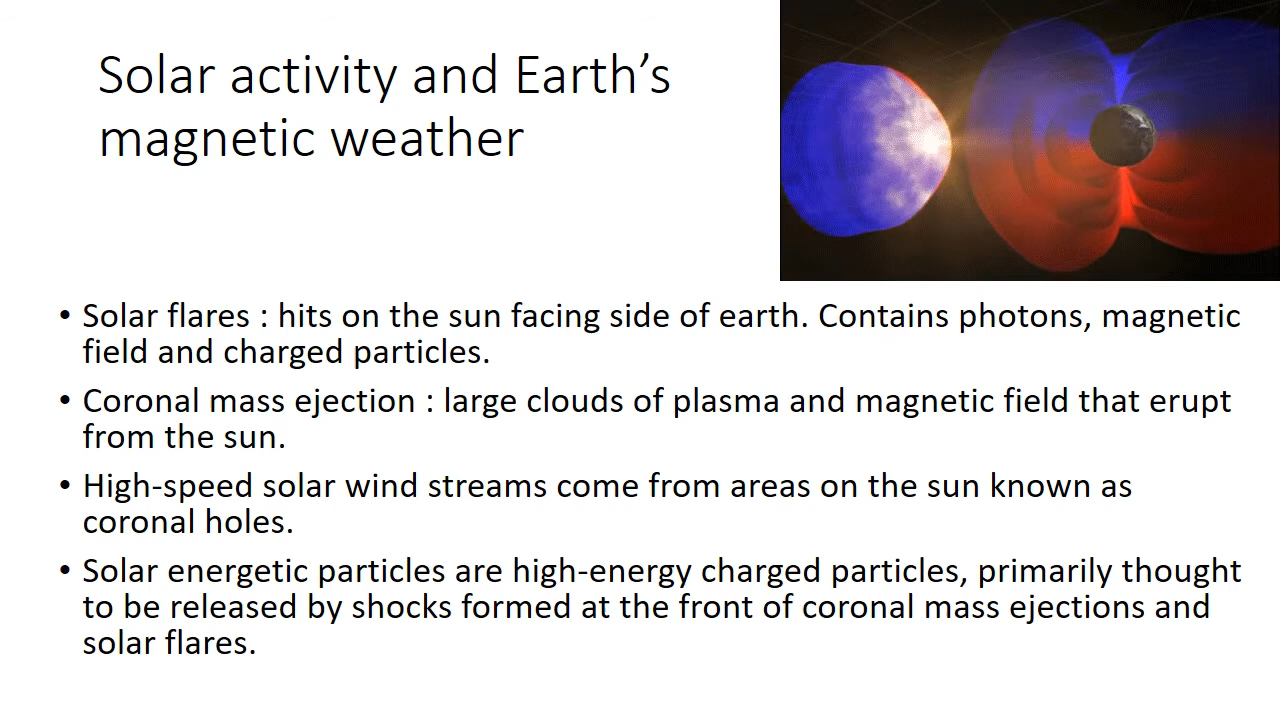 Solar activity and Earth’s
magnetic weather
• Solar flares : hits on the sun facing side of earth. Contains photons, magnetic
field and charged particles.
• Coronal mass ejection : large clouds of plasma and magnetic field that erupt
from the sun.
• High-speed solar wind streams come from areas on the sun known as
coronal holes.
• Solar energetic particles are high-energy charged particles, primarily thought
to be released by shocks formed at the front of coronal mass ejections and
solar flares.